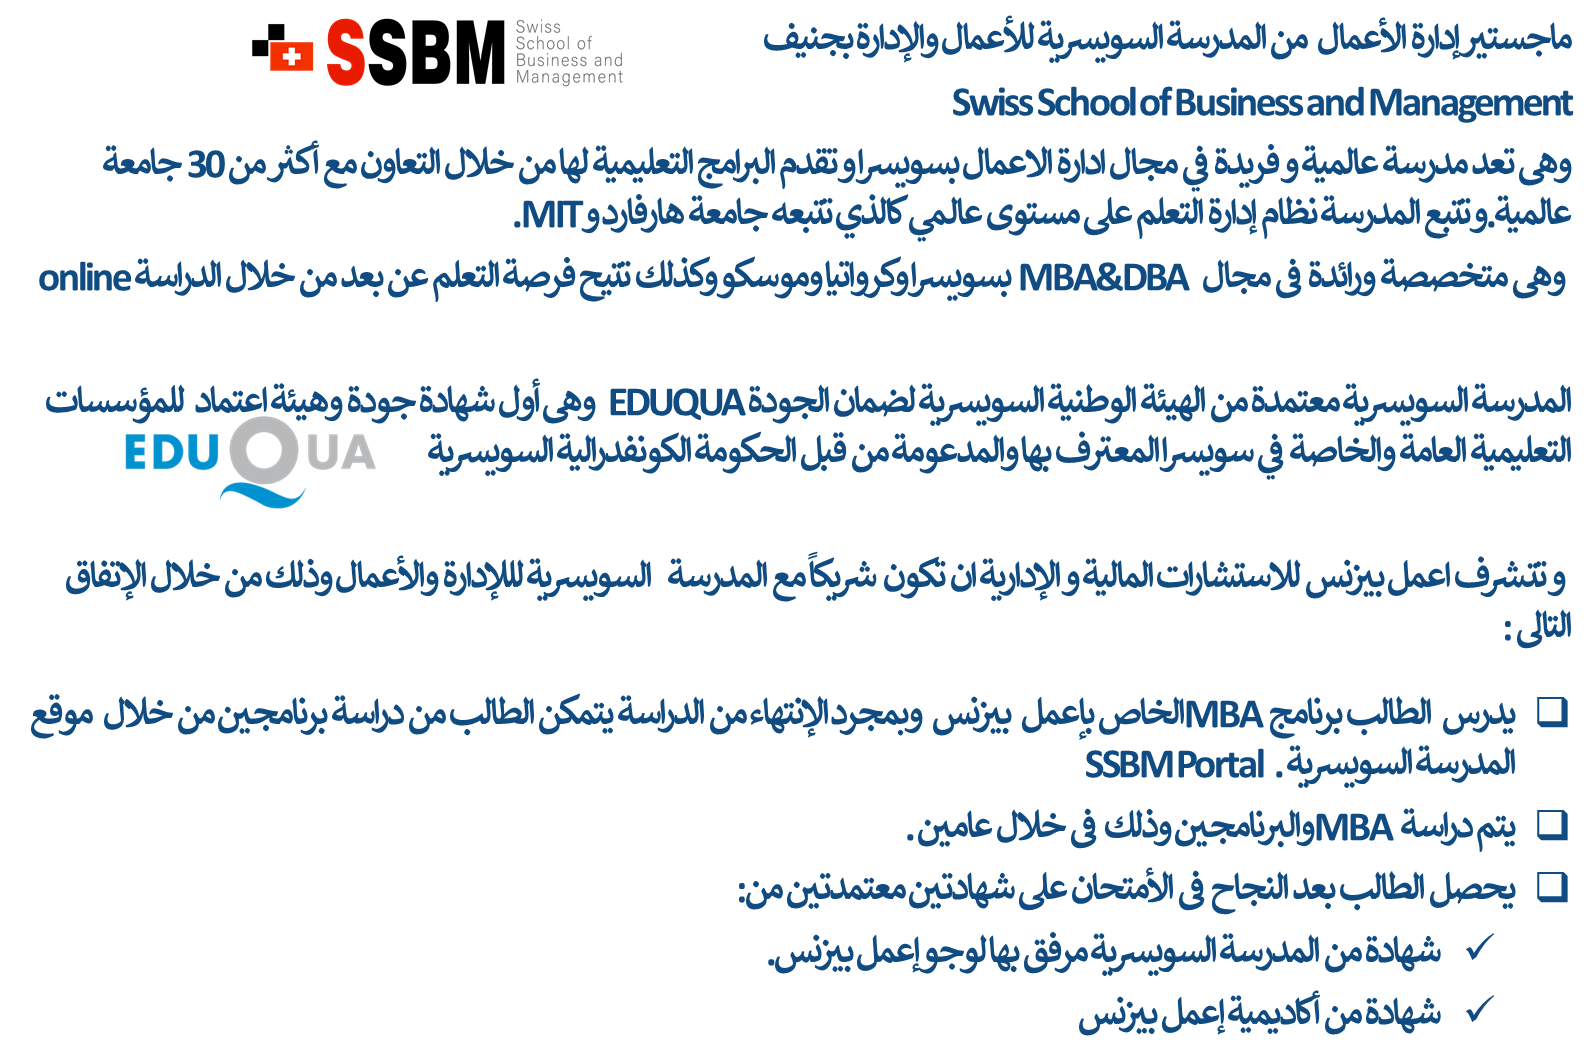 ماجستير إدارة الأعمال من المدرسة السويسرية للأعمال والإدارة بجنيف
SSBM
Swiss
School of
Business and
Management
Swiss School of Business and Management
وهى تعد مدرسة عالمية و فريدة في مجال ادارة الاعمال بسويسرا و تقدم البرامج التعليمية لها من خلال التعاون مع أكثر من 30 جامعة
عالمية.و تتبع المدرسة نظام إدارة التعلم على مستوى عالمي كالذي تتبعه جامعة هارفارد و MIT.
وهى متخصصة ورائدة فى مجال MBA&DBA بسويسرا وكرواتيا وموسكو وكذلك تتيح فرصة التعلم عن بعد من خلال الدراسة online
المدرسة السويسرية معتمدة من الهيئة الوطنية السويسرية لضمان الجودة EDUQUA وهى أول شهادة جودة وهيئة اعتماد للمؤسسات
التعليمية العامة والخاصة في سويسرا المعترف بها والمدعومة من قبل الحكومة الكونفدرالية السويسرية
EDUQUA
و تتشرف اعمل بيزنس للاستشارات المالية و الإدارية ان تكون شريكاً مع المدرسة السويسرية لللإدارة والأعمال وذلك من خلال الإتفاق
التالى :
❑ يدرس الطالب برنامج MBAالخاص بإعمل بيزنس وبمجرد الإنتهاء من الدراسة يتمكن الطالب من دراسة برنامجين من خلال موقع
المدرسة السويسرية . SSBM Portal
❑ يتم دراسة MBAوالبرنامجين وذلك فى خلال عامين .
❑ يحصل الطالب بعد النجاح فى الأمتحان على شهادتين معتمدتين من:
✓ شهادة من المدرسة السويسرية مرفق بها لوجو إعمل بيزنس.
✓ شهادة من أكاديمية إعمل بيزنس